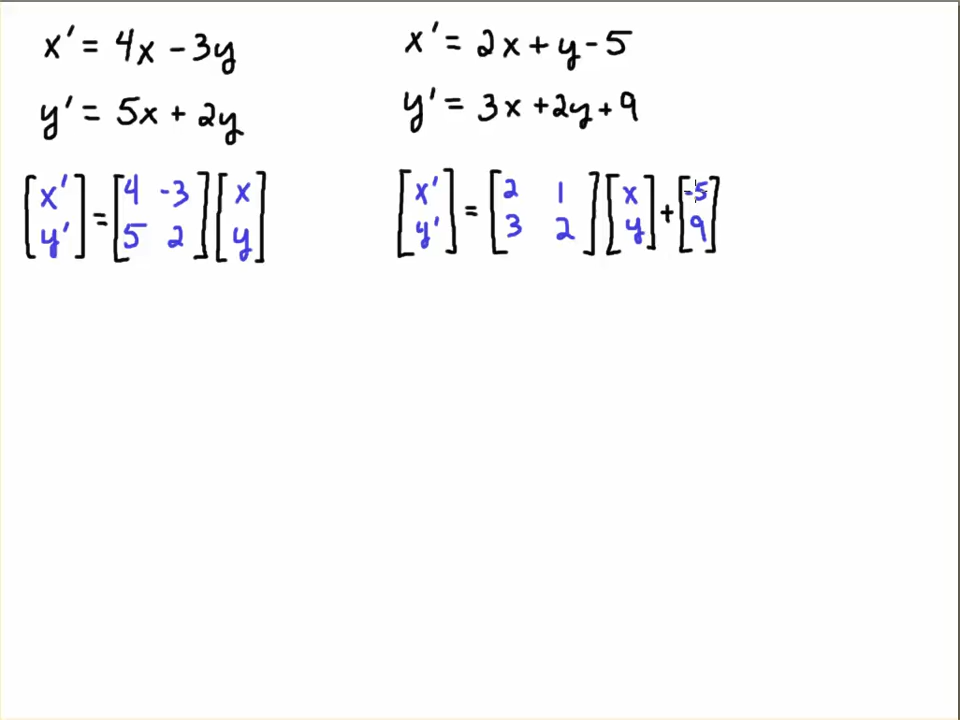 x' = 4x - 3y
y' = 5x + 2y
[x' y'] = [4 -3 5 2] [x y]
x' = 2x + y - 5
y' = 3x + 2y + 9
[x' y'] = [2 1 3 2] [x y] + [-5 9]